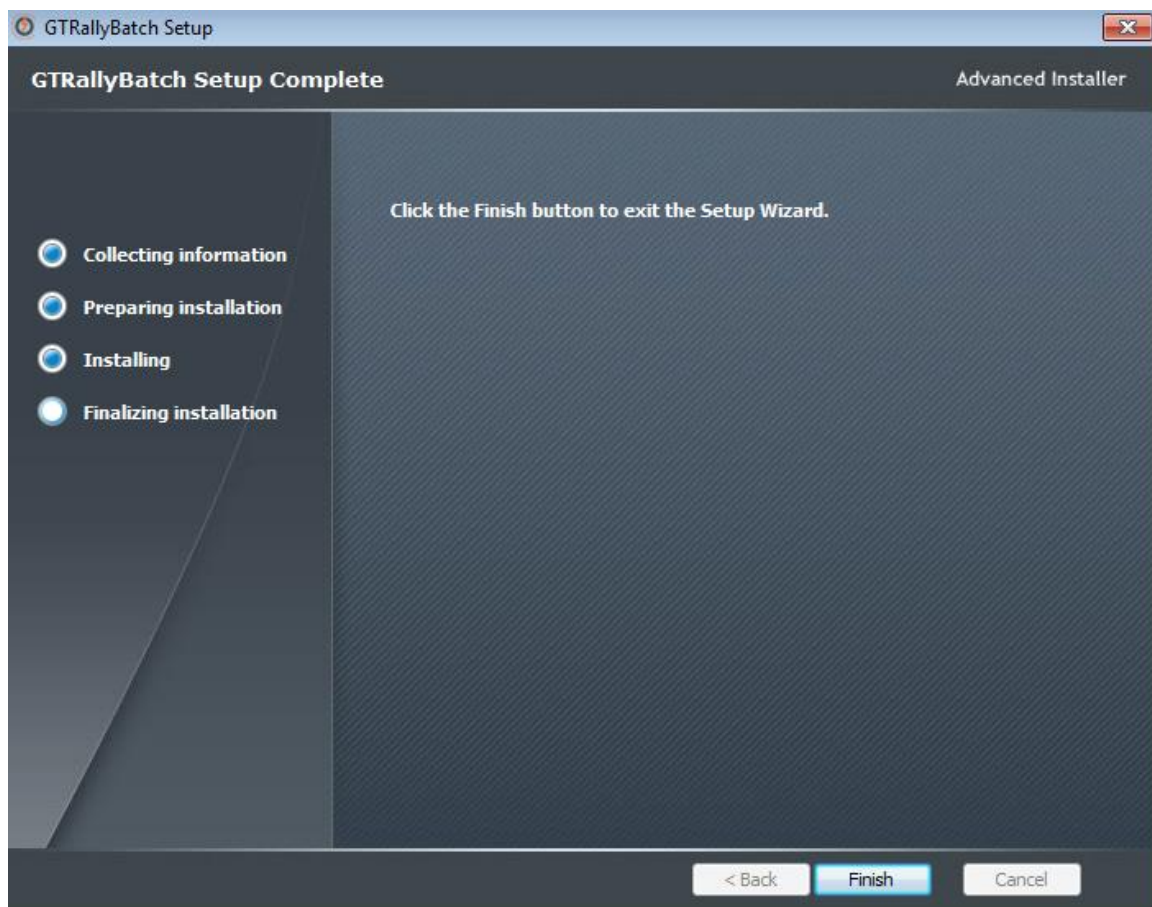 GTRallyBatch Setup
GTRallyBatch Setup Complete
Advanced Installer
Click the Finish button to exit the Setup Wizard.
Collecting information
Preparing installation
Installing
Finalizing installation
< Back
Finish
Cancel